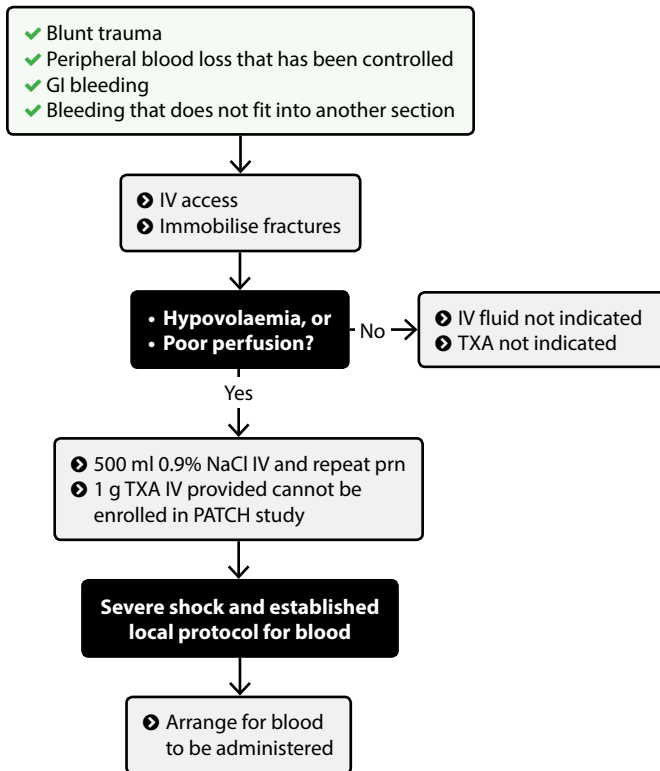 Blunt trauma
Peripheral blood loss that has been controlled
GI bleeding
Bleeding that does not fit into another section
IV access
Immobilise fractures
• Hypovolaemia, or
• Poor perfusion?
No
IV fluid not indicated
TXA not indicated
Yes
500 ml 0.9% NaCl IV and repeat prn
1 g TXA IV provided cannot be
enrolled in PATCH study
Severe shock and established
local protocol for blood
Arrange for blood
to be administered